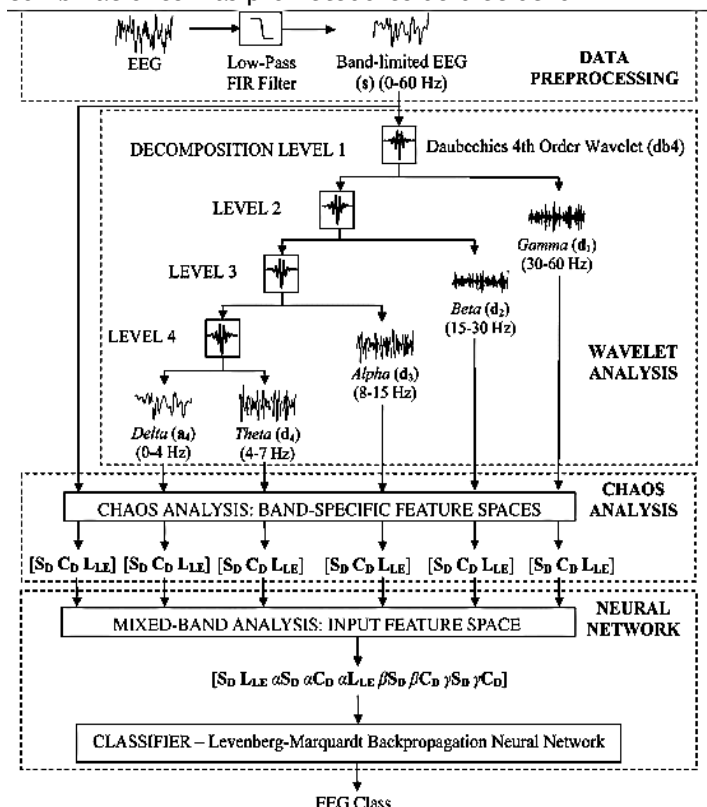 EEG
Low-Pass
FIR Filter
Band-limited EEG
(s) (0-60 Hz)
DATA
PREPROCESSING
DECOMPOSITION LEVEL 1
Daubechies 4th Order Wavelet (db4)
LEVEL 2
Gamma (d₁)
(30-60 Hz)
LEVEL 3
Beta (d₂)
(15-30 Hz)
LEVEL 4
Alpha (d₃)
(8-15 Hz)
WAVELET
ANALYSIS
Delta (a₄)
(0-4 Hz)
Theta (d₄)
(4-7 Hz)
CHAOS
ANALYSIS
CHAOS ANALYSIS: BAND-SPECIFIC FEATURE SPACES
[S_D C_D L_LE] [S_D C_D L_LE] [S_D C_D L_LE] [S_D C_D L_LE] [S_D C_D L_LE] [S_D C_D L_LE]
NEURAL
NETWORK
MIXED-BAND ANALYSIS: INPUT FEATURE SPACE
[S_D L_LE αS_D αC_D αL_LE βS_D βC_D γS_D γC_D]
CLASSIFIER – Levenberg-Marquardt Backpropagation Neural Network
EEG Class